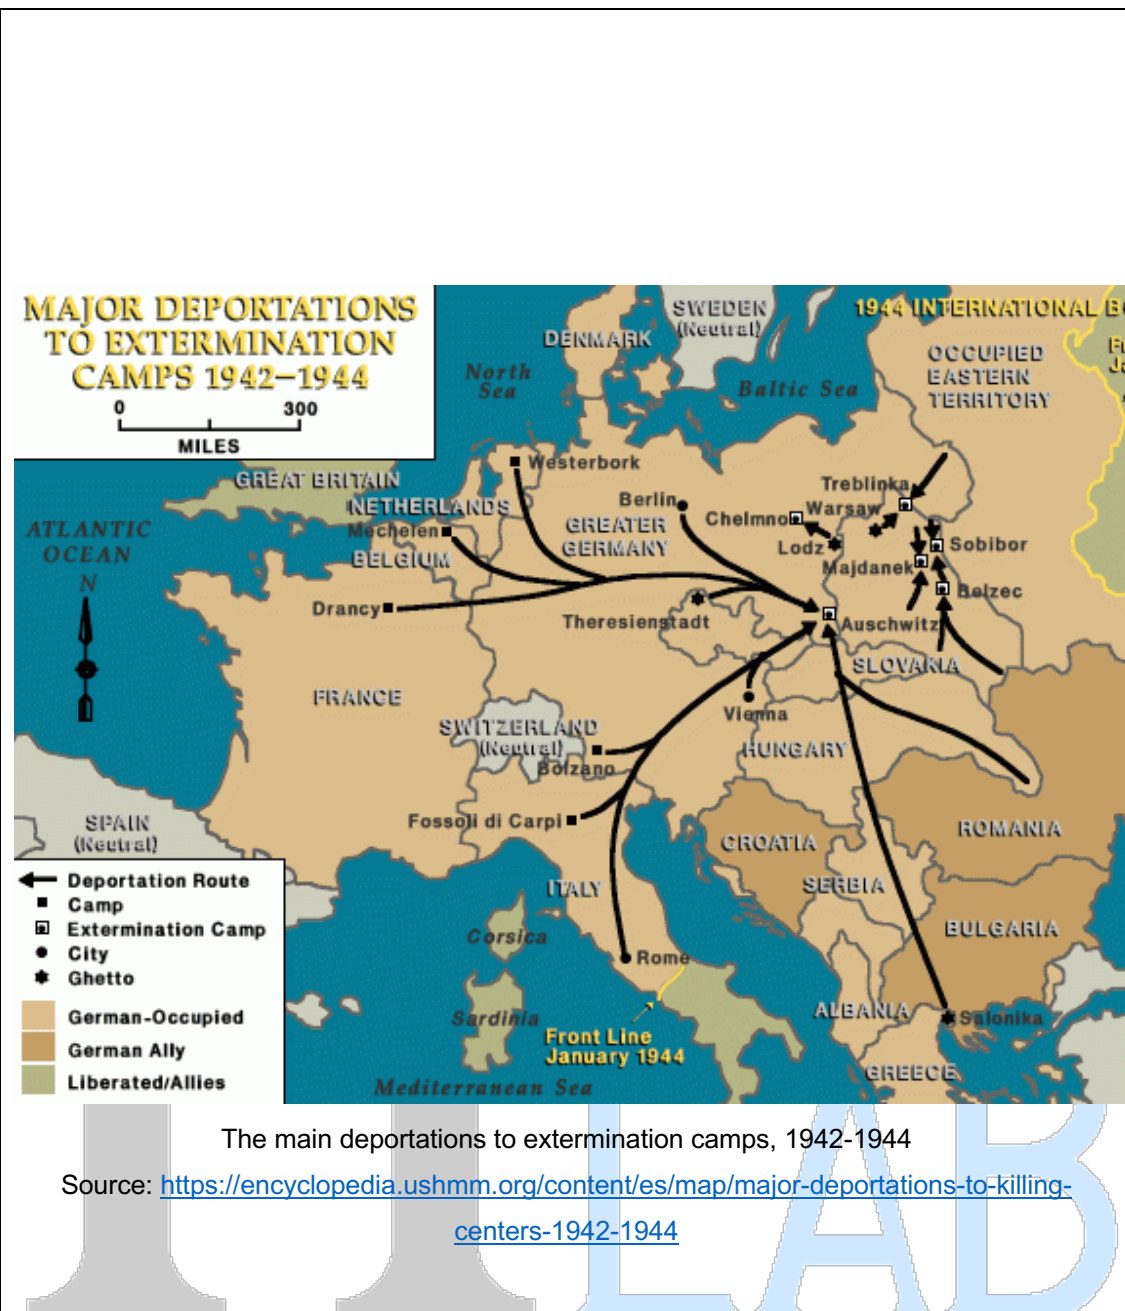 MAJOR DEPORTATIONS
TO EXTERMINATION
CAMPS 1942–1944
0 300
MILES
SWEDEN
(Neutral)
1944 INTERNATIONAL
DENMARK
North
Sea
Baltic Sea
OCCUPIED
EASTERN
TERRITORY
GREAT BRITAIN
Westerbork
NETHERLANDS
Berlin
Treblinka
Chelmno
Warsaw
ATLANTIC
OCEAN
N
Mechelen
BELGIUM
GREATER
GERMANY
Lodz
Sobibor
Majdanek
Belzec
Drancy
Theresienstadt
Auschwitz
SLOVAKIA
FRANCE
Vienna
SWITZERLAND
(Neutral)
Bolzano
HUNGARY
SPAIN
(Neutral)
Fossoli di Carpi
CROATIA
ROMANIA
ITALY
SERBIA
Corsica
BULGARIA
Rome
Sardinia
ALBANIA
Salonika
Front Line
January 1944
GREECE
Mediterranean Sea
Deportation Route
Camp
Extermination Camp
City
Ghetto
German-Occupied
German Ally
Liberated/Allies
The main deportations to extermination camps, 1942-1944
Source: https://encyclopedia.ushmm.org/content/es/map/major-deportations-to-killing-
centers-1942-1944
LAB